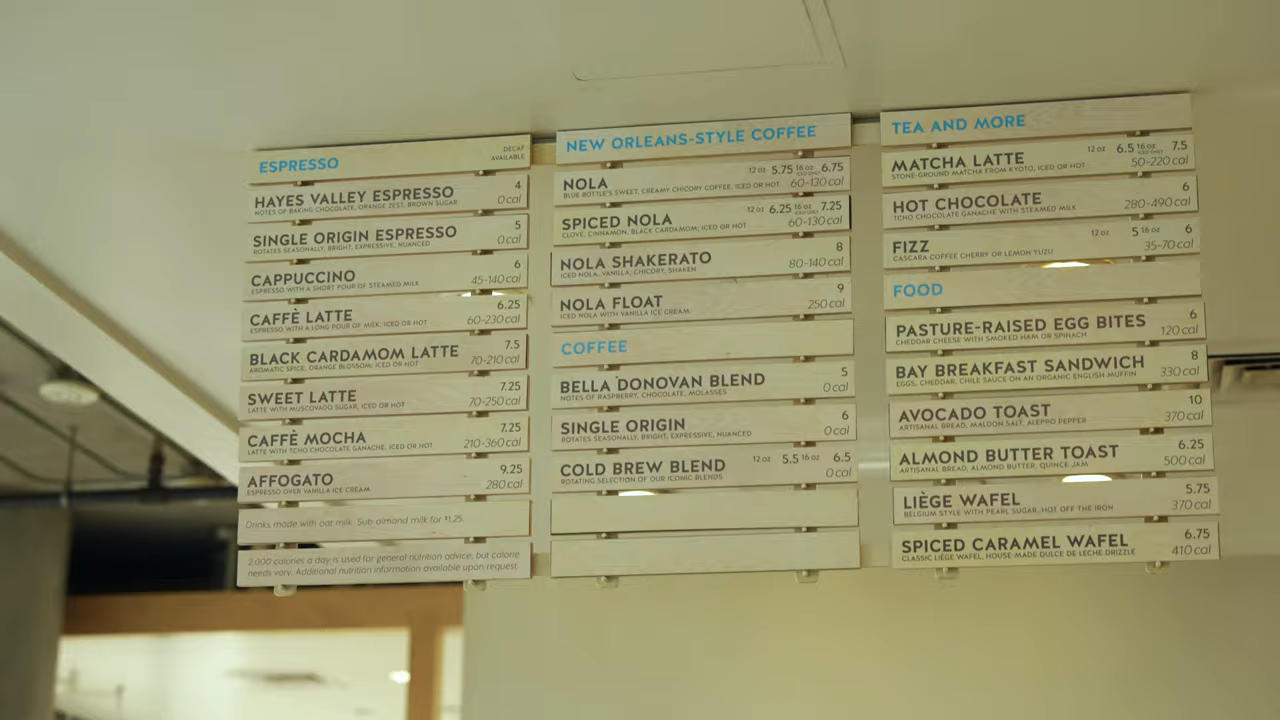 ESPRESSO
DECAF
AVAILABLE
HAYES VALLEY ESPRESSO 4
NOTES OF BAKING CHOCOLATE, ORANGE ZEST, BROWN SUGAR 0 cal
SINGLE ORIGIN ESPRESSO 5
ROTATES SEASONALLY, BRIGHT, EXPRESSIVE, NUANCED 0 cal
CAPPUCCINO 6
ESPRESSO WITH A SHORT POUR OF STEAMED MILK 45-140 cal
CAFFÈ LATTE 6.25
ESPRESSO WITH A LONG POUR OF MILK, ICED OR HOT 60-230 cal
BLACK CARDAMOM LATTE 7.5
AROMATIC SPICE, ORANGE BLOSSOM; ICED OR HOT 70-210 cal
SWEET LATTE 7.25
LATTE WITH MUSCOVADO SUGAR, ICED OR HOT 70-250 cal
CAFFÈ MOCHA 7.25
LATTE WITH TCHO CHOCOLATE GANACHE, ICED OR HOT 210-360 cal
AFFOGATO 9.25
ESPRESSO OVER VANILLA ICE CREAM 280 cal
Drinks made with oat milk. Sub almond milk for $1.25.
2,000 calories a day is used for general nutrition advice, but calorie
needs vary. Additional nutrition information available upon request.
NEW ORLEANS-STYLE COFFEE
NOLA 12 oz 5.75 16 oz ICED ONLY 6.75
BLUE BOTTLE'S SWEET, CREAMY CHICORY COFFEE, ICED OR HOT 60-130 cal
SPICED NOLA 12 oz 6.25 16 oz ICED ONLY 7.25
CLOVE, CINNAMON, BLACK CARDAMOM; ICED OR HOT 60-130 cal
NOLA SHAKERATO 8
ICED NOLA, VANILLA, CHICORY, SHAKEN 80-140 cal
NOLA FLOAT 9
ICED NOLA WITH VANILLA ICE CREAM 250 cal
COFFEE
BELLA DONOVAN BLEND 5
NOTES OF RASPBERRY, CHOCOLATE, MOLASSES 0 cal
SINGLE ORIGIN 6
ROTATES SEASONALLY, BRIGHT, EXPRESSIVE, NUANCED 0 cal
COLD BREW BLEND 12 oz 5.5 16 oz 6.5
ROTATING SELECTION OF OUR ICONIC BLENDS 0 cal
TEA AND MORE
MATCHA LATTE 12 oz 6.5 16 oz ICED ONLY 7.5
STONE-GROUND MATCHA FROM KYOTO, ICED OR HOT 50-220 cal
HOT CHOCOLATE 6
TCHO CHOCOLATE GANACHE WITH STEAMED MILK 280-490 cal
FIZZ 12 oz 5 16 oz 6
CASCARA COFFEE CHERRY OR LEMON YUZU 35-70 cal
FOOD
PASTURE-RAISED EGG BITES 6
CHEDDAR CHEESE WITH SMOKED HAM OR SPINACH 120 cal
BAY BREAKFAST SANDWICH 8
EGGS, CHEDDAR, CHILE SAUCE ON AN ORGANIC ENGLISH MUFFIN 330 cal
AVOCADO TOAST 10
ARTISANAL BREAD, MALDON SALT, ALEPPO PEPPER 370 cal
ALMOND BUTTER TOAST 6.25
ARTISANAL BREAD, ALMOND BUTTER, QUINCE JAM 500 cal
LIÈGE WAFEL 5.75
BELGIUM STYLE WITH PEARL SUGAR, HOT OFF THE IRON 370 cal
SPICED CARAMEL WAFEL 6.75
CLASSIC LIÈGE WAFEL, HOUSE-MADE DULCE DE LECHE DRIZZLE 410 cal